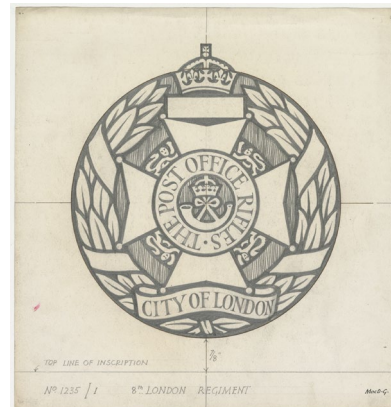 THE POST OFFICE RIFLES ·
CITY OF LONDON
TOP LINE OF INSCRIPTION
Nº 1235 / 1
8TH LONDON REGIMENT